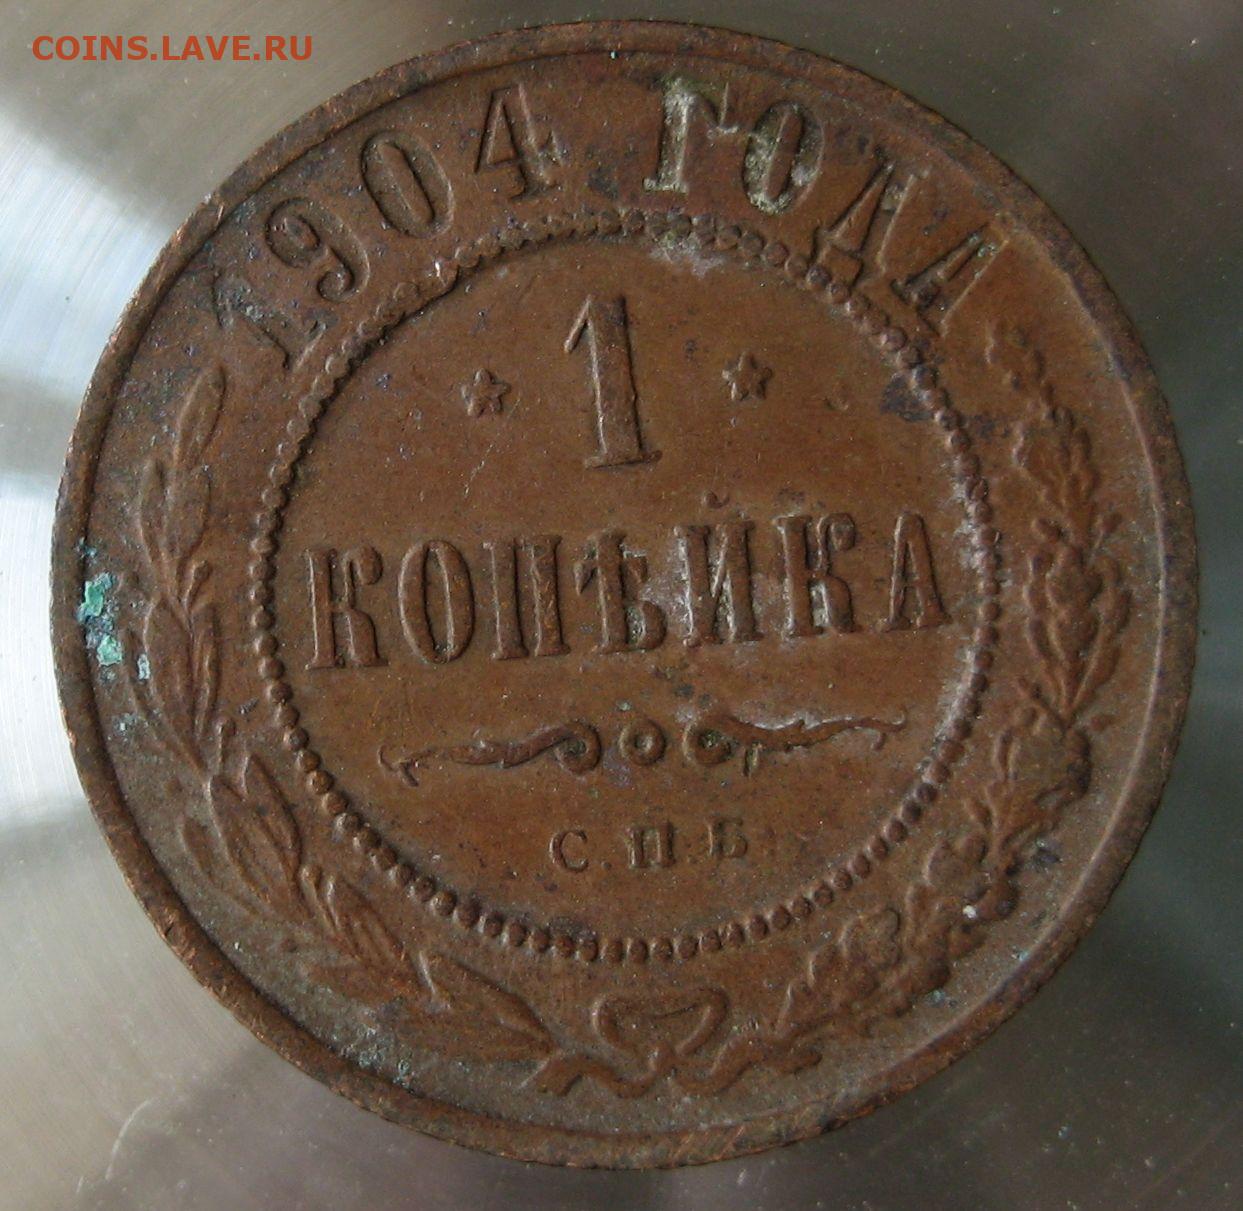 COINS.LAVE.RU
1904 ГОДА
1
КОПѢЙКА
С.П.Б.